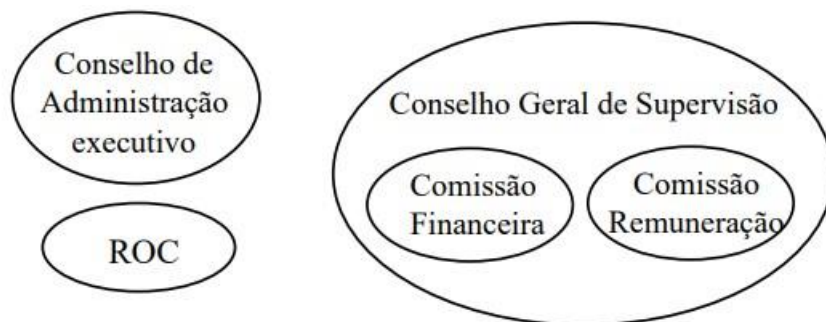 Conselho de
Administração
executivo
ROC
Conselho Geral de Supervisão
Comissão
Financeira
Comissão
Remuneração